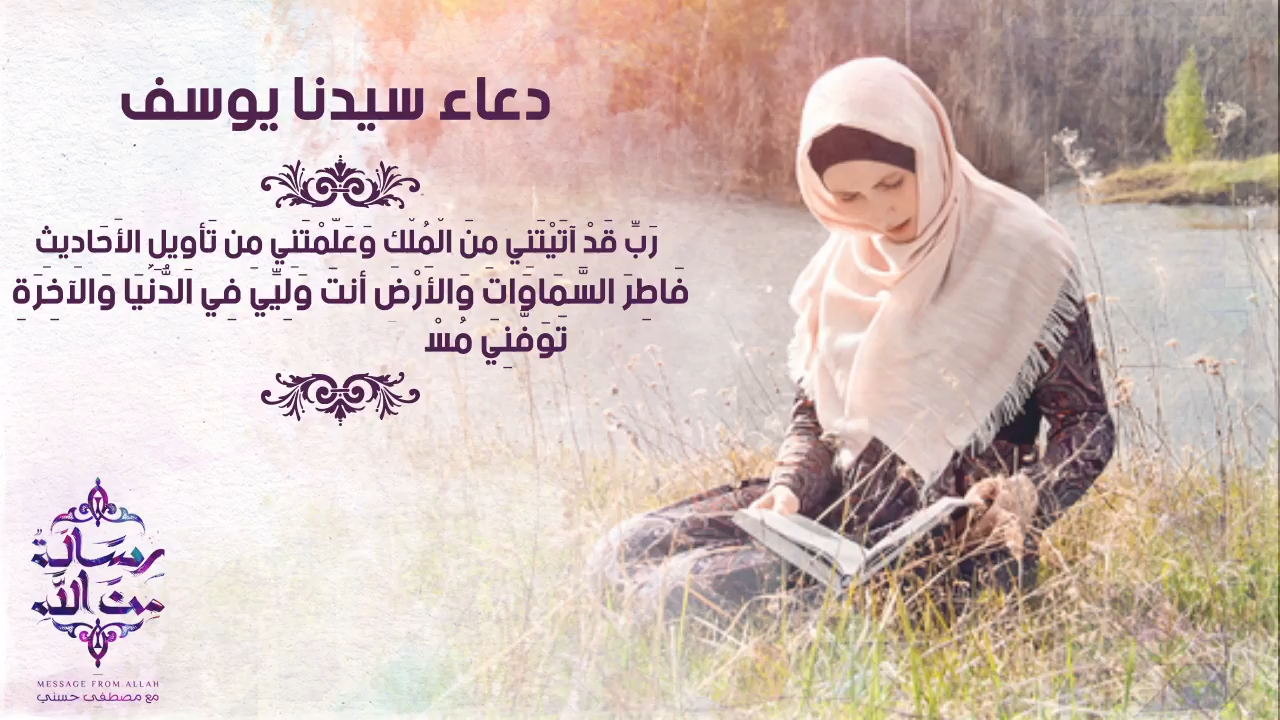 دعاء سيدنا يوسف
رَبِّ قَدْ آتَيْتَني منَ الْمُلْك وَعَلَّمْتَني من تَأويل الأَحَاديث
فَاطِرَ السَّمَاوَات وَالأَرْض أنتَ وَلِيِّي فِي الدُّنْيَا وَالآخِرَةِ
تَوَفَّنِي مُسْ
رسالة
من الله
MESSAGE FROM ALLAH
مع مصطفى حسني